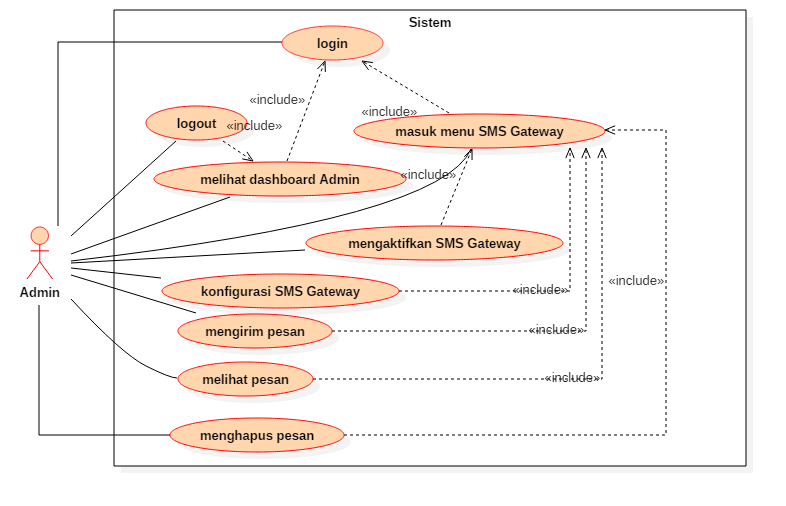 Sistem
login
«include»
«include»
logout
«include»
masuk menu SMS Gateway
melihat dashboard Admin
«include»
mengaktifkan SMS Gateway
Admin
konfigurasi SMS Gateway
«include»
«include»
mengirim pesan
«include»
melihat pesan
«include»
menghapus pesan